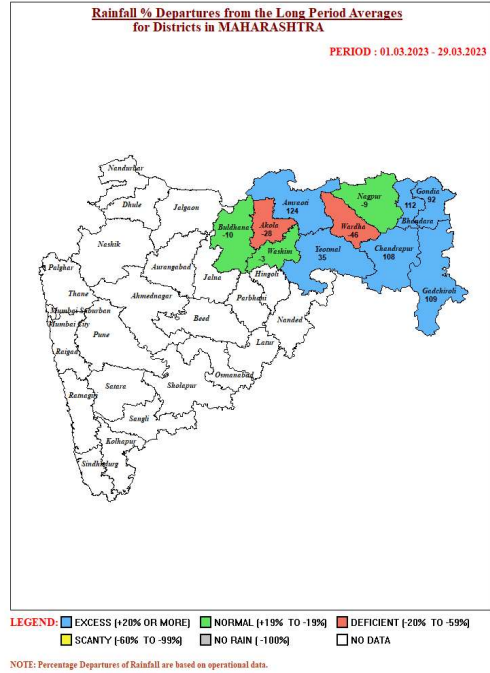 Rainfall % Departures from the Long Period Averages
for Districts in MAHARASHTRA
PERIOD : 01.03.2023 - 29.03.2023
Nandurbar
Dhule
Jalgaon
Nashik
Buldhana
-10
Akola
-28
Washim
-3
Amraoti
124
Wardha
-46
Nagpur
-9
Gondia
92
112
Bhandara
Yeotmal
35
Chandrapur
108
Gadchiroli
109
Palghar
Aurangabad
Jalna
Hingoli
Thane
Ahmednagar
Parbhani
Mumbai Suburban
Mumbai City
Beed
Nanded
Pune
Raigad
Latur
Osmanabad
Satara
Sholapur
Ratnagiri
Sangli
Kolhapur
Sindhudurg
LEGEND: EXCESS (+20% OR MORE) NORMAL (+19% TO -19%) DEFICIENT (-20% TO -59%)
SCANTY (-60% TO -99%) NO RAIN ( -100%) NO DATA
NOTE: Percentage Departures of Rainfall are based on operational data.